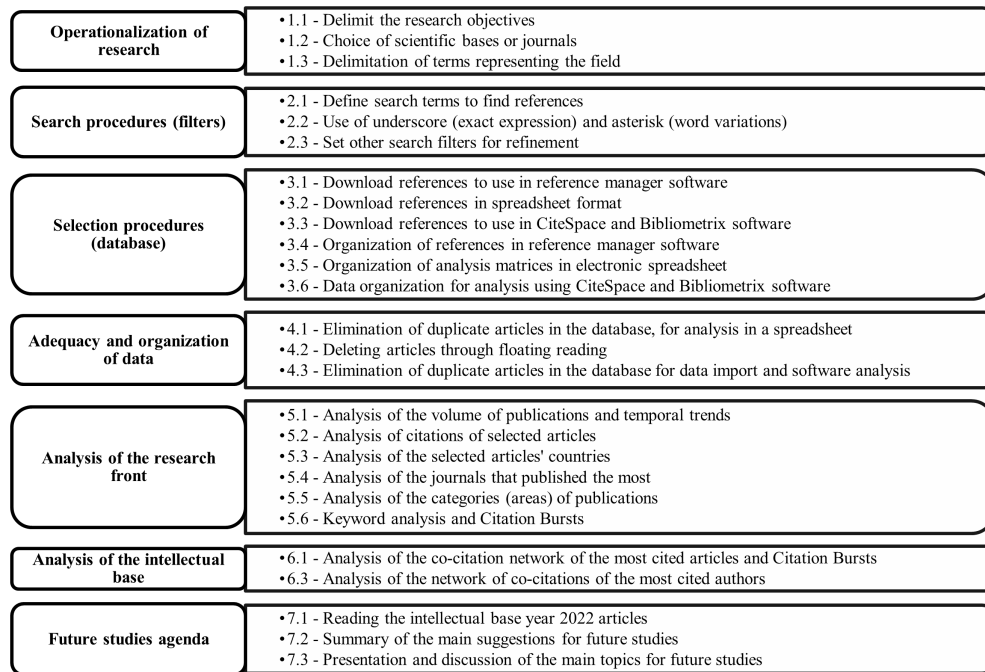 Operationalization of
research
•1.1 - Delimit the research objectives
•1.2 - Choice of scientific bases or journals
•1.3 - Delimitation of terms representing the field
Search procedures (filters)
•2.1 - Define search terms to find references
•2.2 - Use of underscore (exact expression) and asterisk (word variations)
•2.3 - Set other search filters for refinement
Selection procedures
(database)
•3.1 - Download references to use in reference manager software
•3.2 - Download references in spreadsheet format
•3.3 - Download references to use in CiteSpace and Bibliometrix software
•3.4 - Organization of references in reference manager software
•3.5 - Organization of analysis matrices in electronic spreadsheet
•3.6 - Data organization for analysis using CiteSpace and Bibliometrix software
Adequacy and organization
of data
•4.1 - Elimination of duplicate articles in the database, for analysis in a spreadsheet
•4.2 - Deleting articles through floating reading
•4.3 - Elimination of duplicate articles in the database for data import and software analysis
Analysis of the research
front
•5.1 - Analysis of the volume of publications and temporal trends
•5.2 - Analysis of citations of selected articles
•5.3 - Analysis of the selected articles' countries
•5.4 - Analysis of the journals that published the most
•5.5 - Analysis of the categories (areas) of publications
•5.6 - Keyword analysis and Citation Bursts
Analysis of the intellectual
base
•6.1 - Analysis of the co-citation network of the most cited articles and Citation Bursts
•6.3 - Analysis of the network of co-citations of the most cited authors
Future studies agenda
•7.1 - Reading the intellectual base year 2022 articles
•7.2 - Summary of the main suggestions for future studies
•7.3 - Presentation and discussion of the main topics for future studies